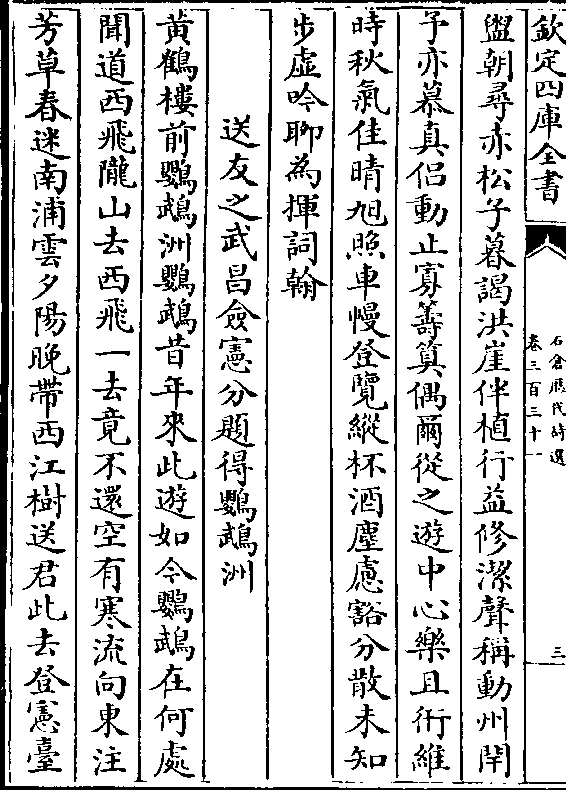 欽定四庫全書
石倉歷代詩選
卷三百三十一
三
盥朝尋赤松子暮謁洪崖伴植行益修潔聲稱動州閈
子亦慕真侶動止寡籌筭偶爾從之遊中心樂且衎維
時秋氣佳晴旭照車幔登覽縱杯酒塵慮豁分散未知
步虛吟聊為揮詞翰
送友之武昌僉憲分題得鸚鵡洲
黃鶴樓前鸚鵡洲鸚鵡昔年來此遊如今鸚鵡在何處
聞道西飛隴山去西飛一去竟不還空有寒流向東注
芳草春迷南浦雲夕陽晚帶西江樹送君此去登憲臺